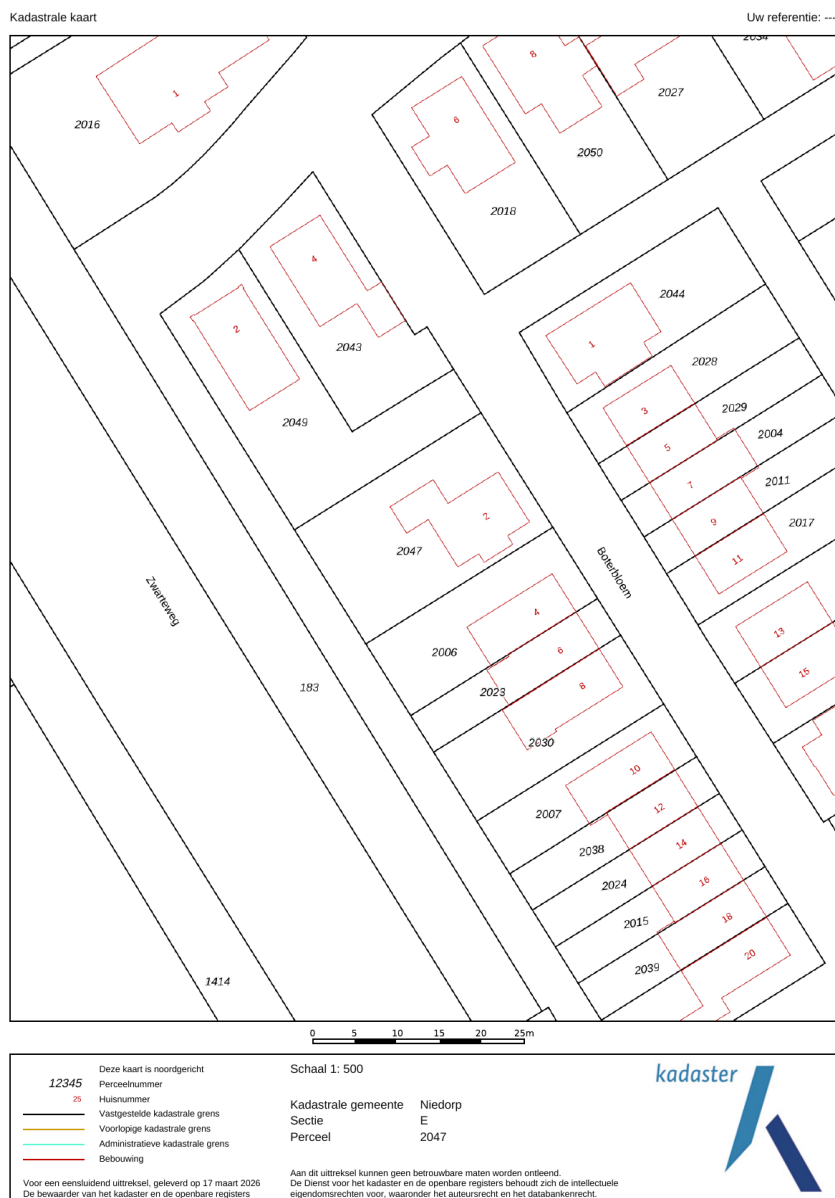 Kadastrale kaart
Uw referentie: ---
2034
8
1
2027
2016
6
2050
2018
4
2044
2
1
2043
2028
3
2029
2049
5
2004
7
2011
2
9
2017
2047
11
Boterbloem
Zwarteweg
4
13
2006
6
15
8
183
2023
2030
10
2007
12
2038
14
2024
16
2015
18
2039
20
1414
0 5 10 15 20 25m
Deze kaart is noordgericht
12345 Perceelnummer
25 Huisnummer
Vastgestelde kadastrale grens
Voorlopige kadastrale grens
Administratieve kadastrale grens
Bebouwing
Voor een eensluidend uittreksel, geleverd op 17 maart 2026
De bewaarder van het kadaster en de openbare registers
Schaal 1: 500
Kadastrale gemeente Niedorp
Sectie E
Perceel 2047
Aan dit uittreksel kunnen geen betrouwbare maten worden ontleend.
De Dienst voor het kadaster en de openbare registers behoudt zich de intellectuele
eigendomsrechten voor, waaronder het auteursrecht en het databankenrecht.
kadaster